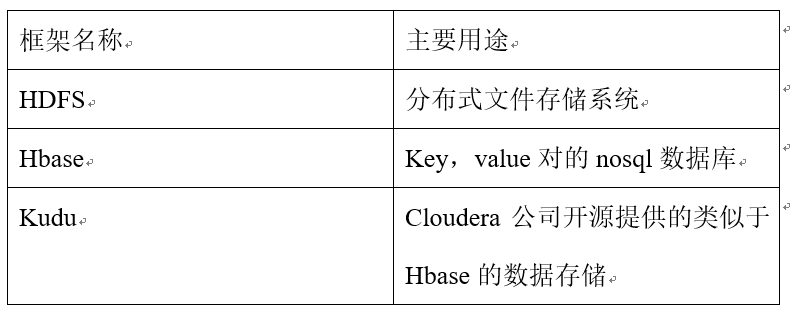 框架名称
主要用途
HDFS
分布式文件存储系统
Hbase
Key，value 对的 nosql 数据库
Kudu
Cloudera 公司开源提供的类似于
Hbase 的数据存储